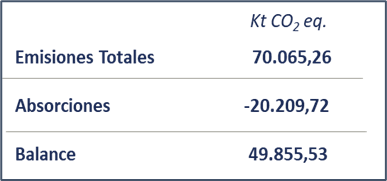 Kt CO₂ eq.
Emisiones Totales 70.065,26
Absorciones -20.209,72
Balance 49.855,53